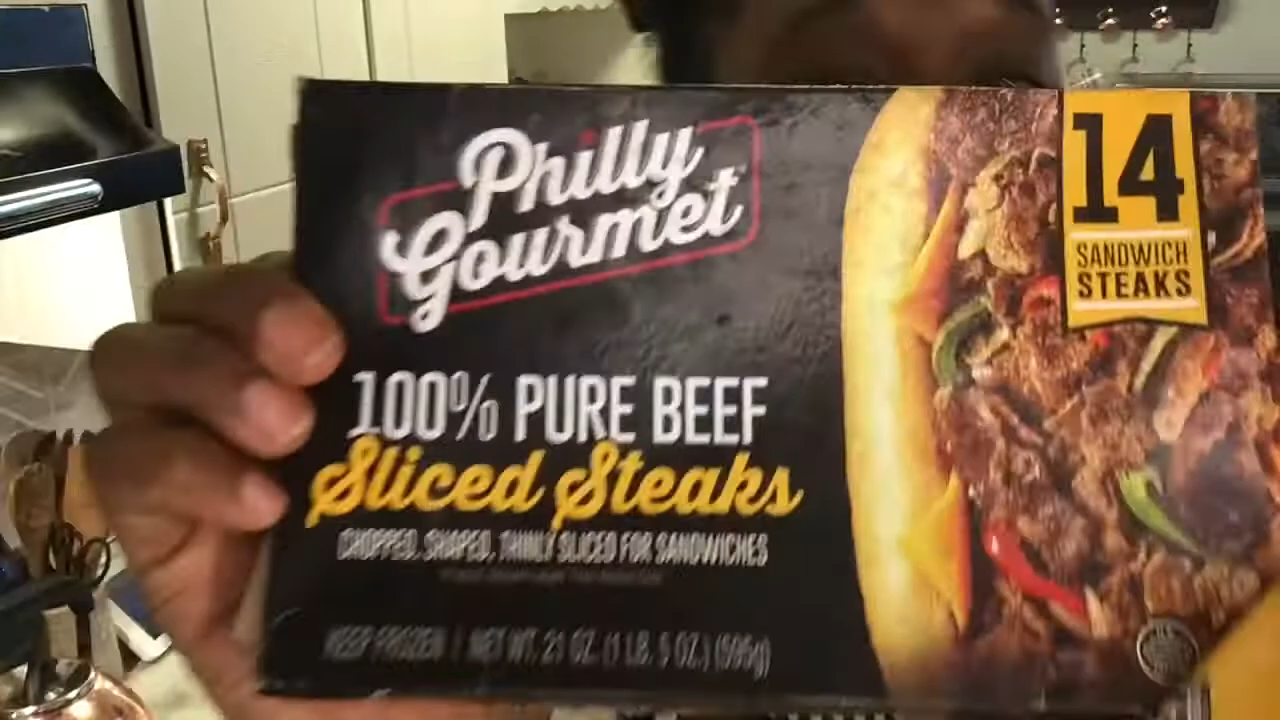 Philly
Gourmet
14
SANDWICH
STEAKS
100% PURE BEEF
Sliced Steaks
CHOPPED, SHAPED, THINLY SLICED FOR SANDWICHES
KEEP FROZEN / NET WT. 21 OZ. (1 LB. 5 OZ.) (595g)